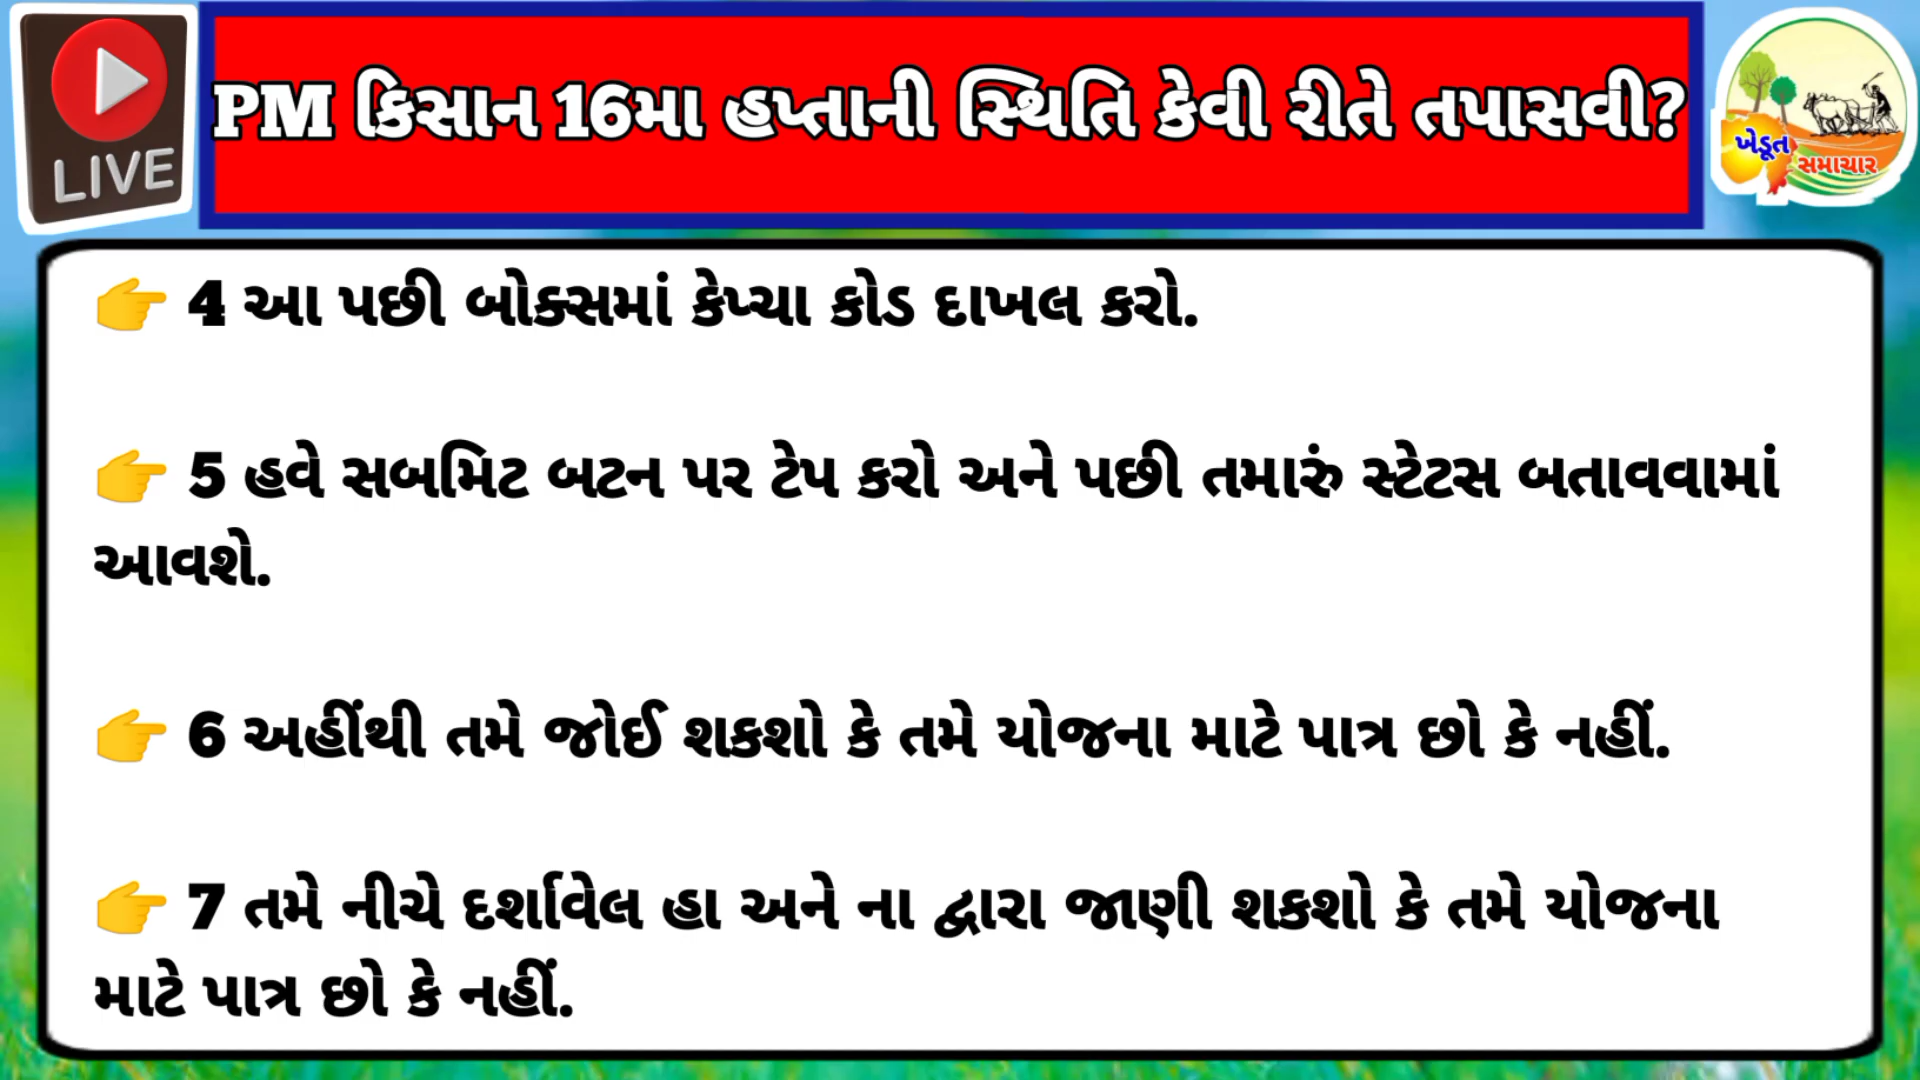 LIVE
PM કિસાન 16મા હપ્તાની સ્થિતિ કેવી રીતે તપાસવી?
ખેડૂત
સમાચાર
👉 4 આ પછી બોક્સમાં કેપ્ચા કોડ દાખલ કરો.
👉 5 હવે સબમિટ બટન પર ટેપ કરો અને પછી તમારું સ્ટેટસ બતાવવામાં
આવશે.
👉 6 અહીંથી તમે જોઈ શકશો કે તમે યોજના માટે પાત્ર છો કે નહીં.
👉 7 તમે નીચે દર્શાવેલ હા અને ના દ્વારા જાણી શકશો કે તમે યોજના
માટે પાત્ર છો કે નહીં.